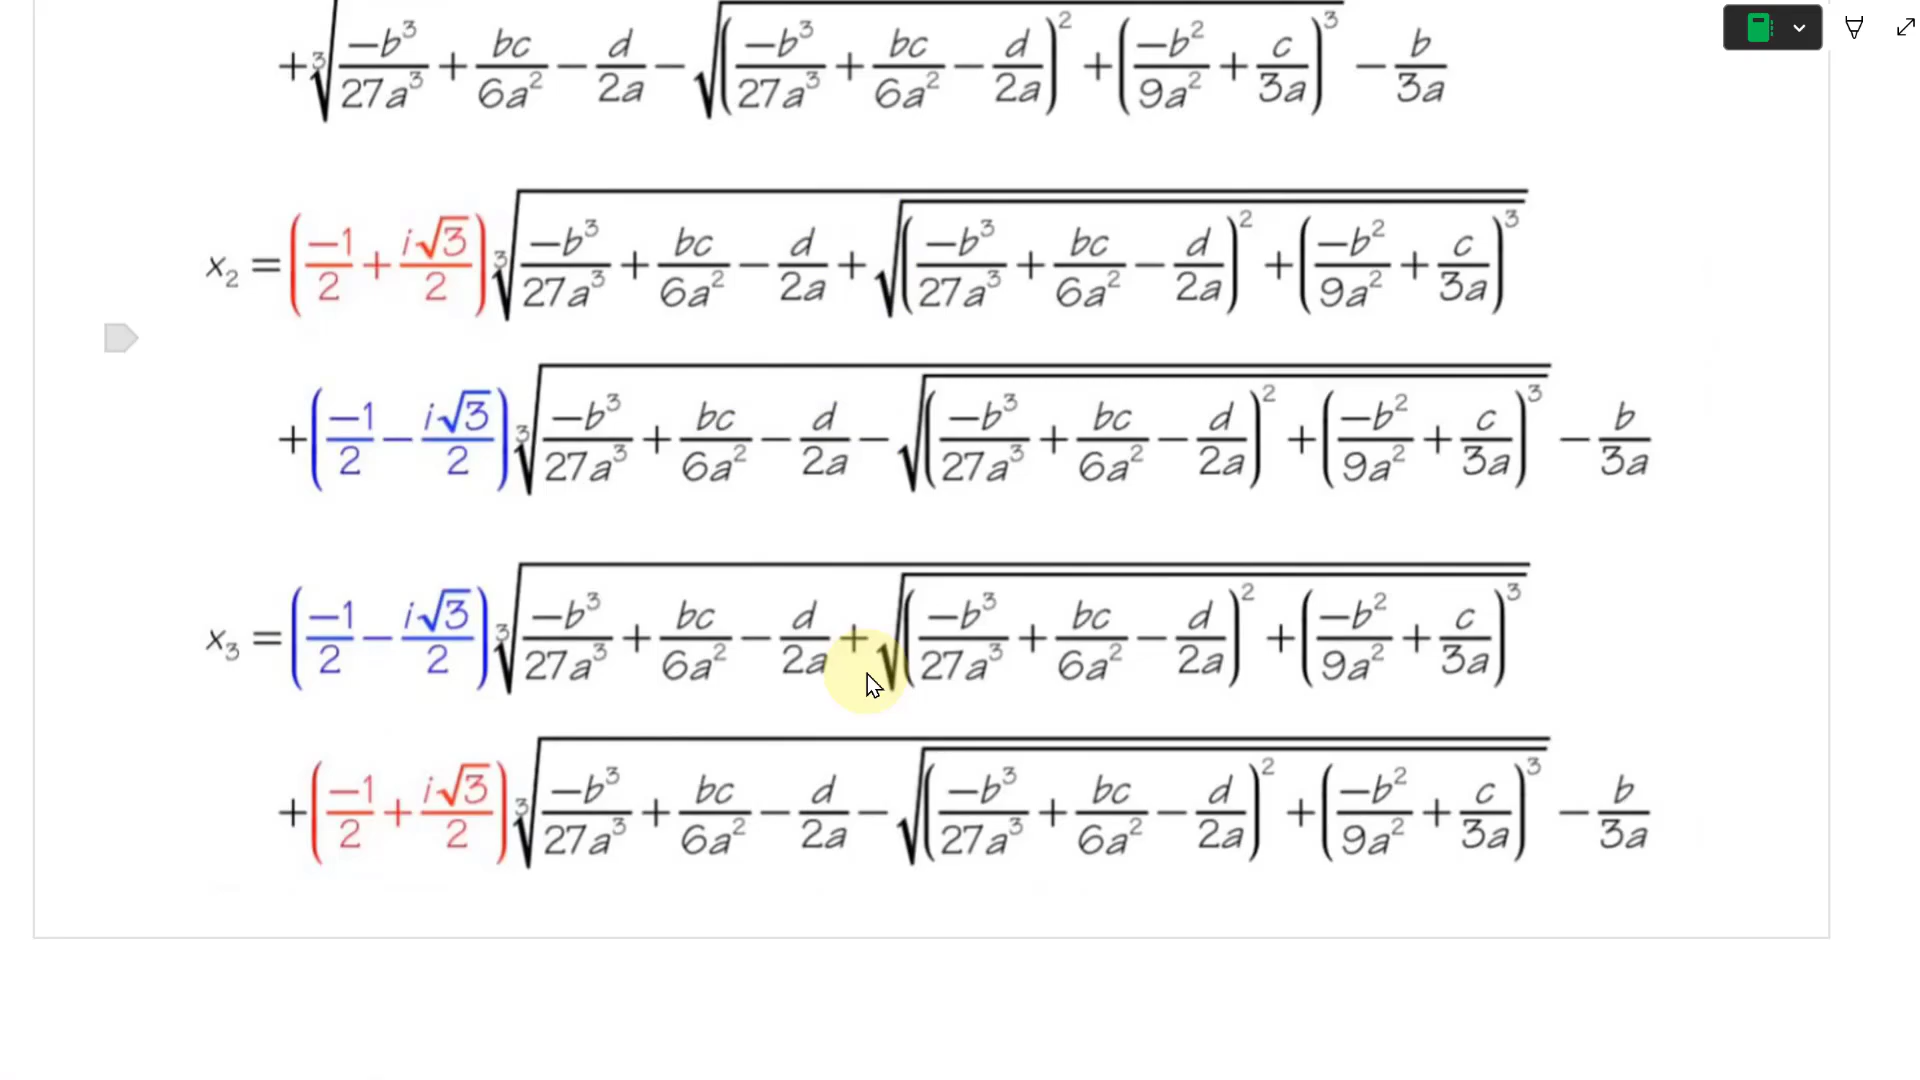 +∛(−b³/27a³ + bc/6a² − d/2a − √((−b³/27a³ + bc/6a² − d/2a)² + (−b²/9a² + c/3a)³)) − b/3a
x₂ = (−1/2 + i√3/2) ∛(−b³/27a³ + bc/6a² − d/2a + √((−b³/27a³ + bc/6a² − d/2a)² + (−b²/9a² + c/3a)³))
+(−1/2 − i√3/2) ∛(−b³/27a³ + bc/6a² − d/2a − √((−b³/27a³ + bc/6a² − d/2a)² + (−b²/9a² + c/3a)³)) − b/3a
x₃ = (−1/2 − i√3/2) ∛(−b³/27a³ + bc/6a² − d/2a + √((−b³/27a³ + bc/6a² − d/2a)² + (−b²/9a² + c/3a)³))
+(−1/2 + i√3/2) ∛(−b³/27a³ + bc/6a² − d/2a − √((−b³/27a³ + bc/6a² − d/2a)² + (−b²/9a² + c/3a)³)) − b/3a